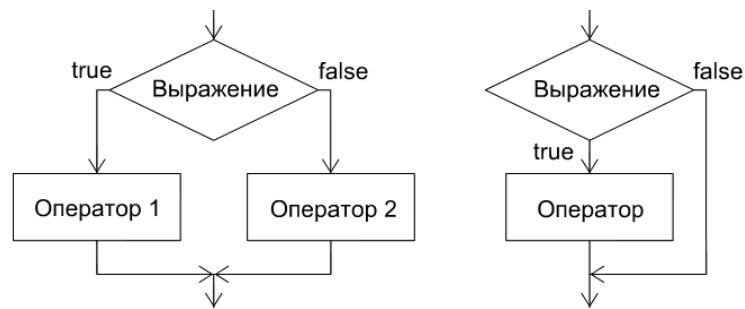 true
false
Выражение
Оператор 1
Оператор 2
false
Выражение
true
Оператор